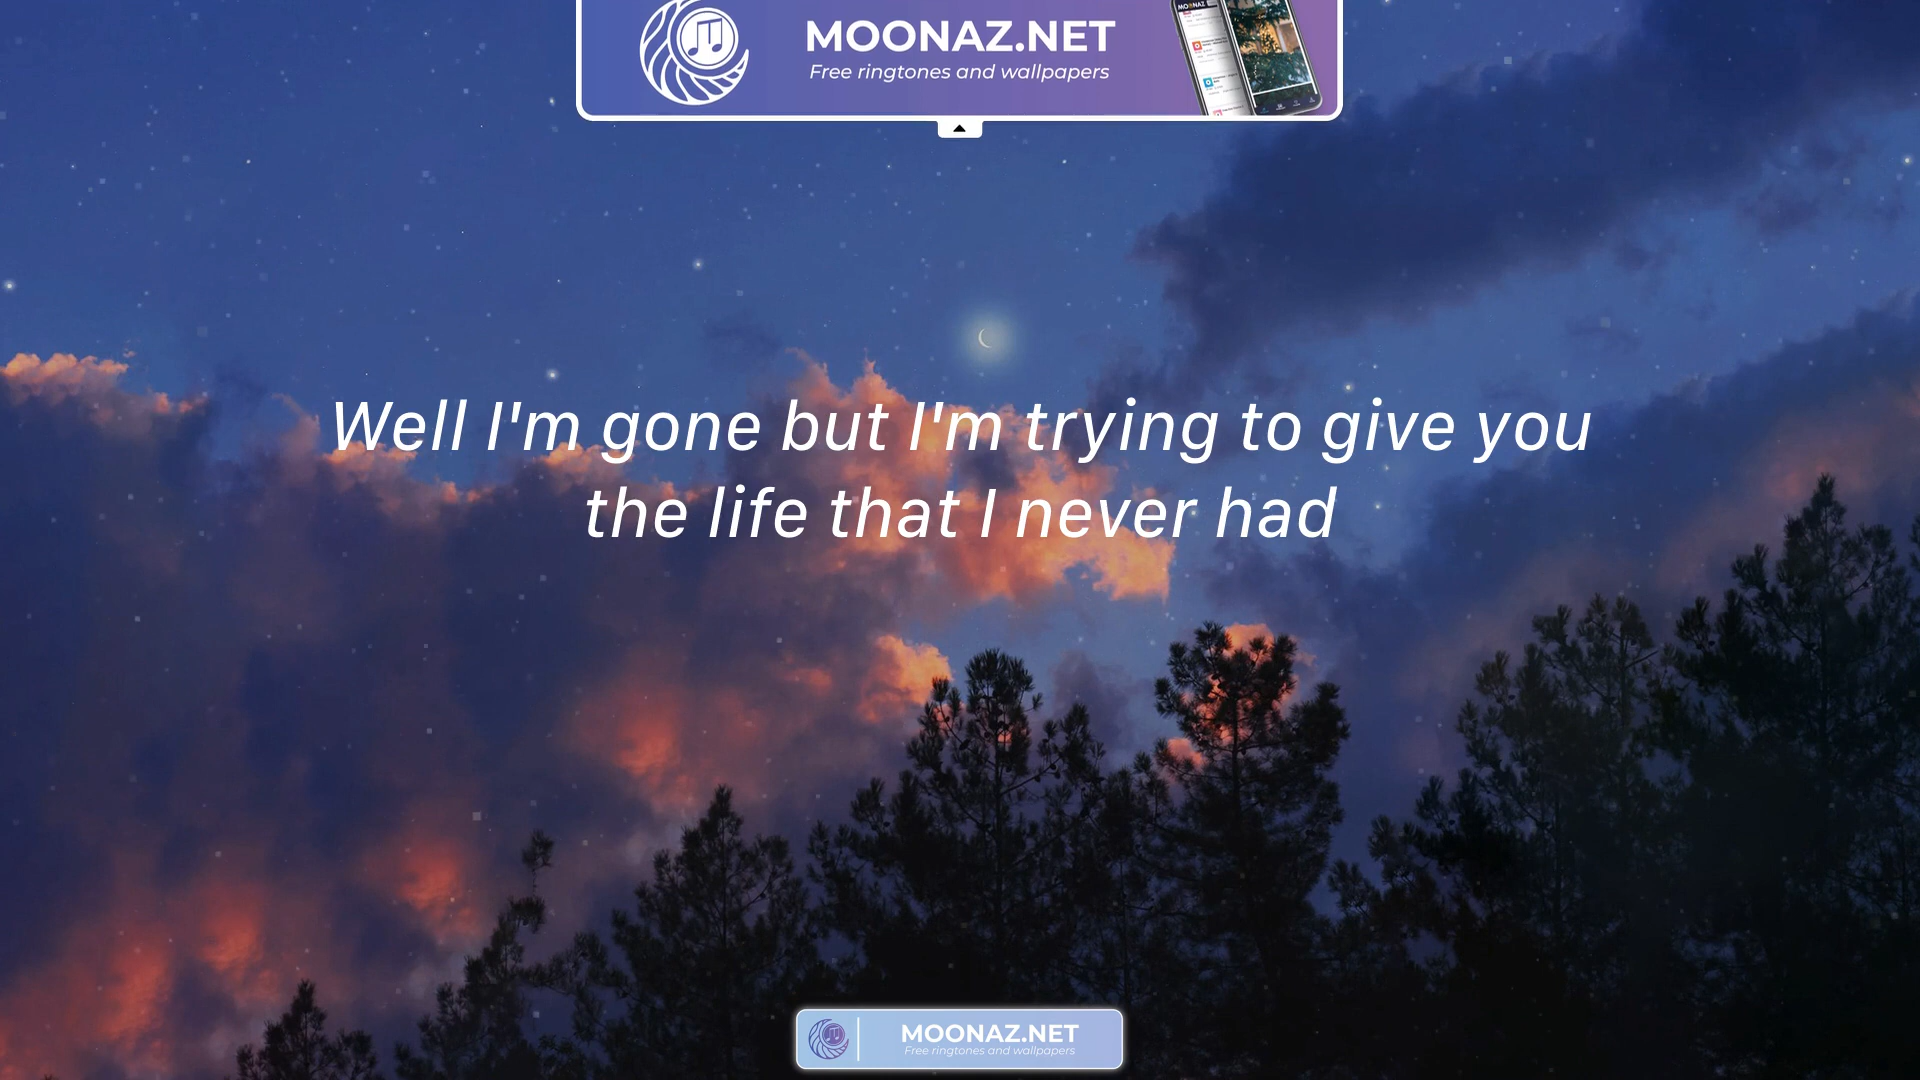 MOONAZ.NET
Free ringtones and wallpapers
Well I'm gone but I'm trying to give you
the life that I never had
MOONAZ.NET
Free ringtones and wallpapers